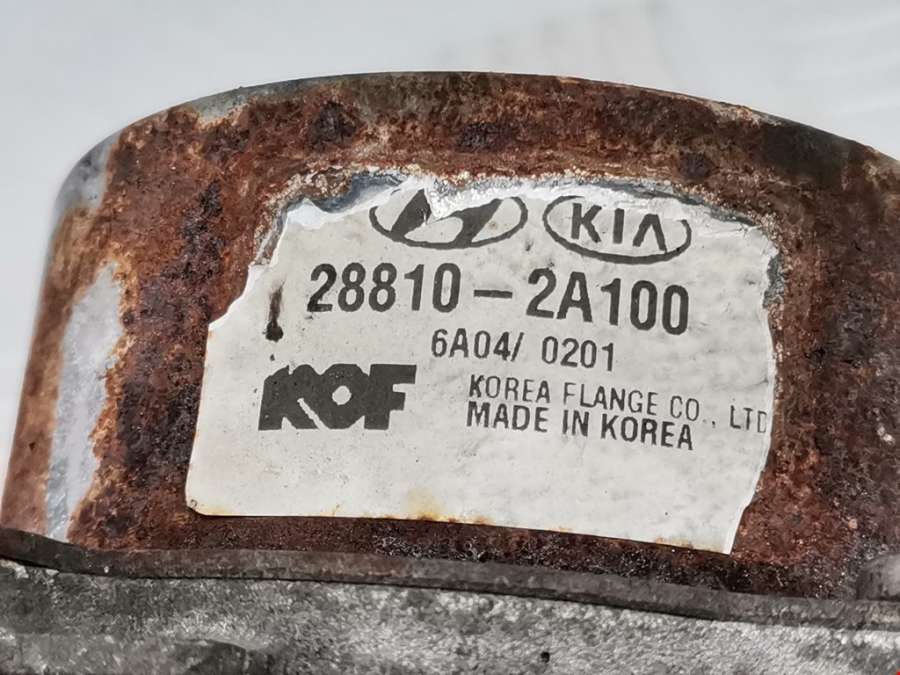 KIA
28810-2A100
6A04/ 0201
KOF
KOREA FLANGE CO., LTD
MADE IN KOREA